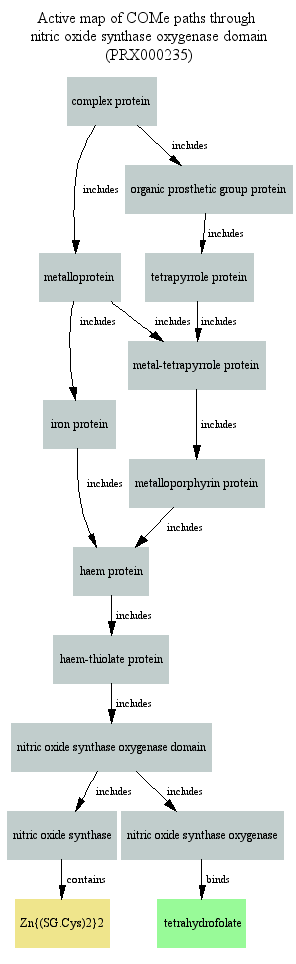 Active map of COMe paths through
nitric oxide synthase oxygenase domain
(PRX000235)
complex protein
includes
includes
organic prosthetic group protein
includes
metalloprotein
tetrapyrrole protein
includes
includes
includes
metal-tetrapyrrole protein
iron protein
includes
metalloporphyrin protein
includes
includes
haem protein
includes
haem-thiolate protein
includes
nitric oxide synthase oxygenase domain
includes
includes
nitric oxide synthase
nitric oxide synthase oxygenase
contains
binds
Zn{(SG.Cys)2}2
tetrahydrofolate